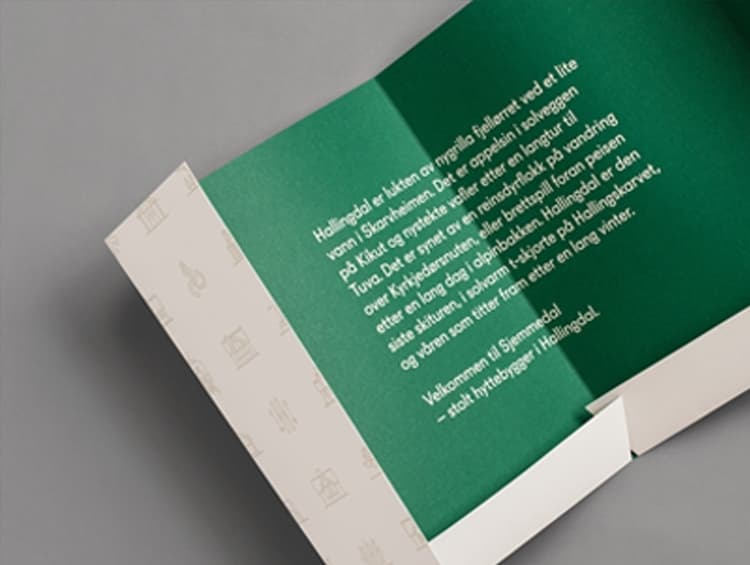 Hallingdal er lukten av nygrilla fjellørret ved et lite
vann i Skarvheimen. Det er appelsin i solveggen
på Kikut og nystekte vafler etter en langtur til
Tuva. Det er synet av en reinsdyrflokk på vandring
over Kyrkjedørsnuten, eller brettspill foran peisen
etter en lang dag i alpinbakken. Hallingdal er den
siste skituren, i solvarm t-skjorte på Hallingskarvet,
og våren som titter fram etter en lang vinter.
Velkommen til Sjemmedal
– stolt hyttebygger i Hallingdal.